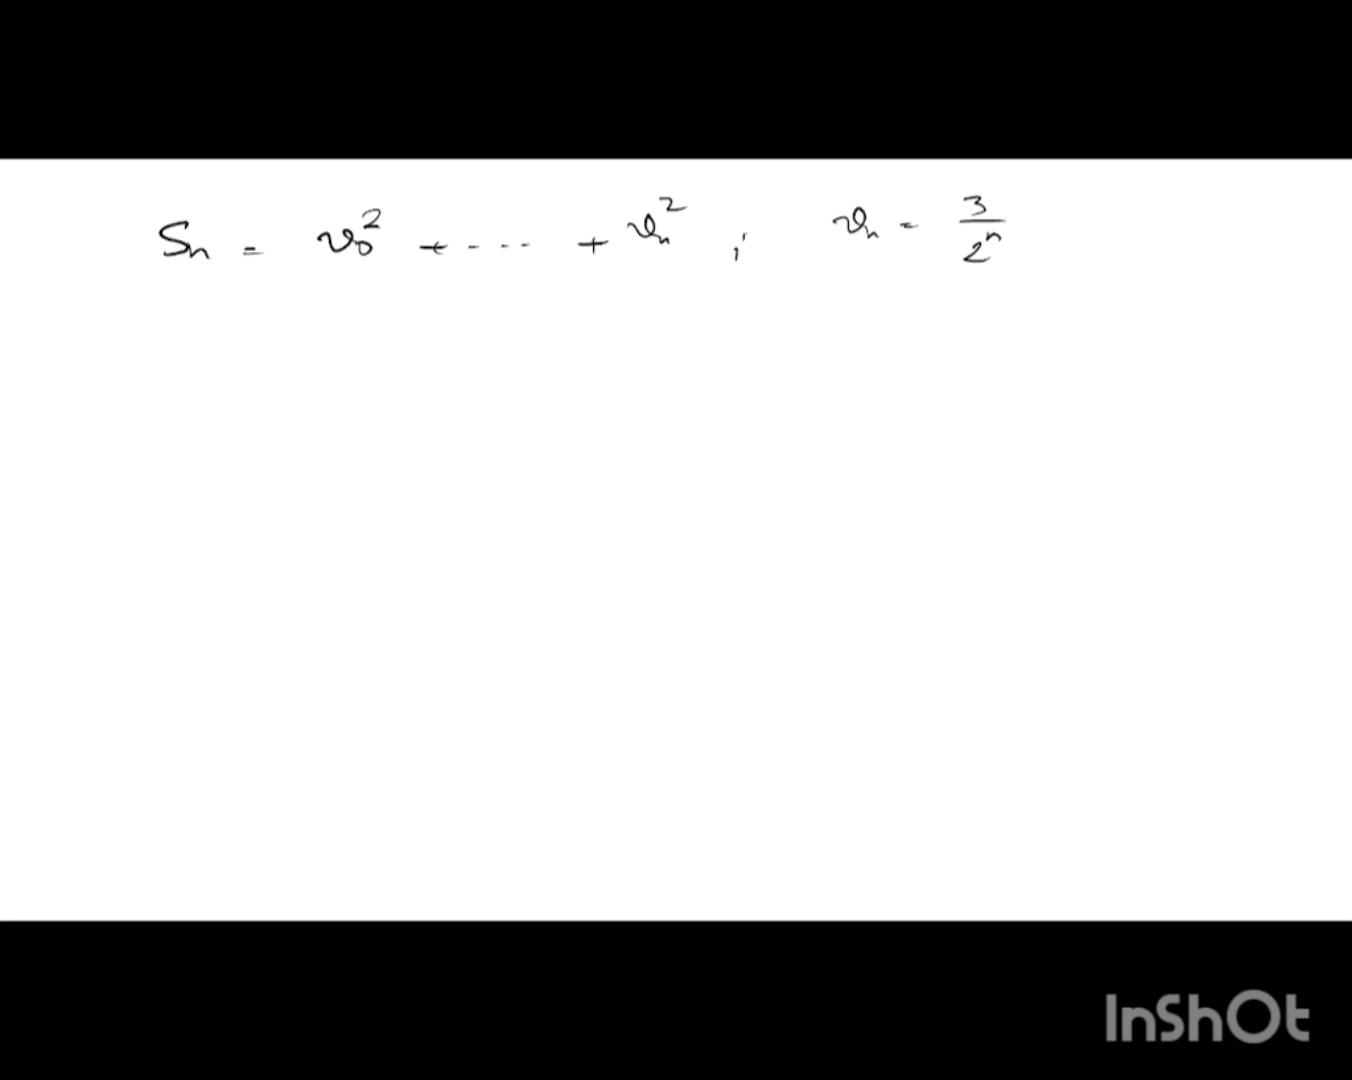 Sₙ = v₀² + - - - - + vₙ² ; vₙ = 3/2ⁿ
InShOt